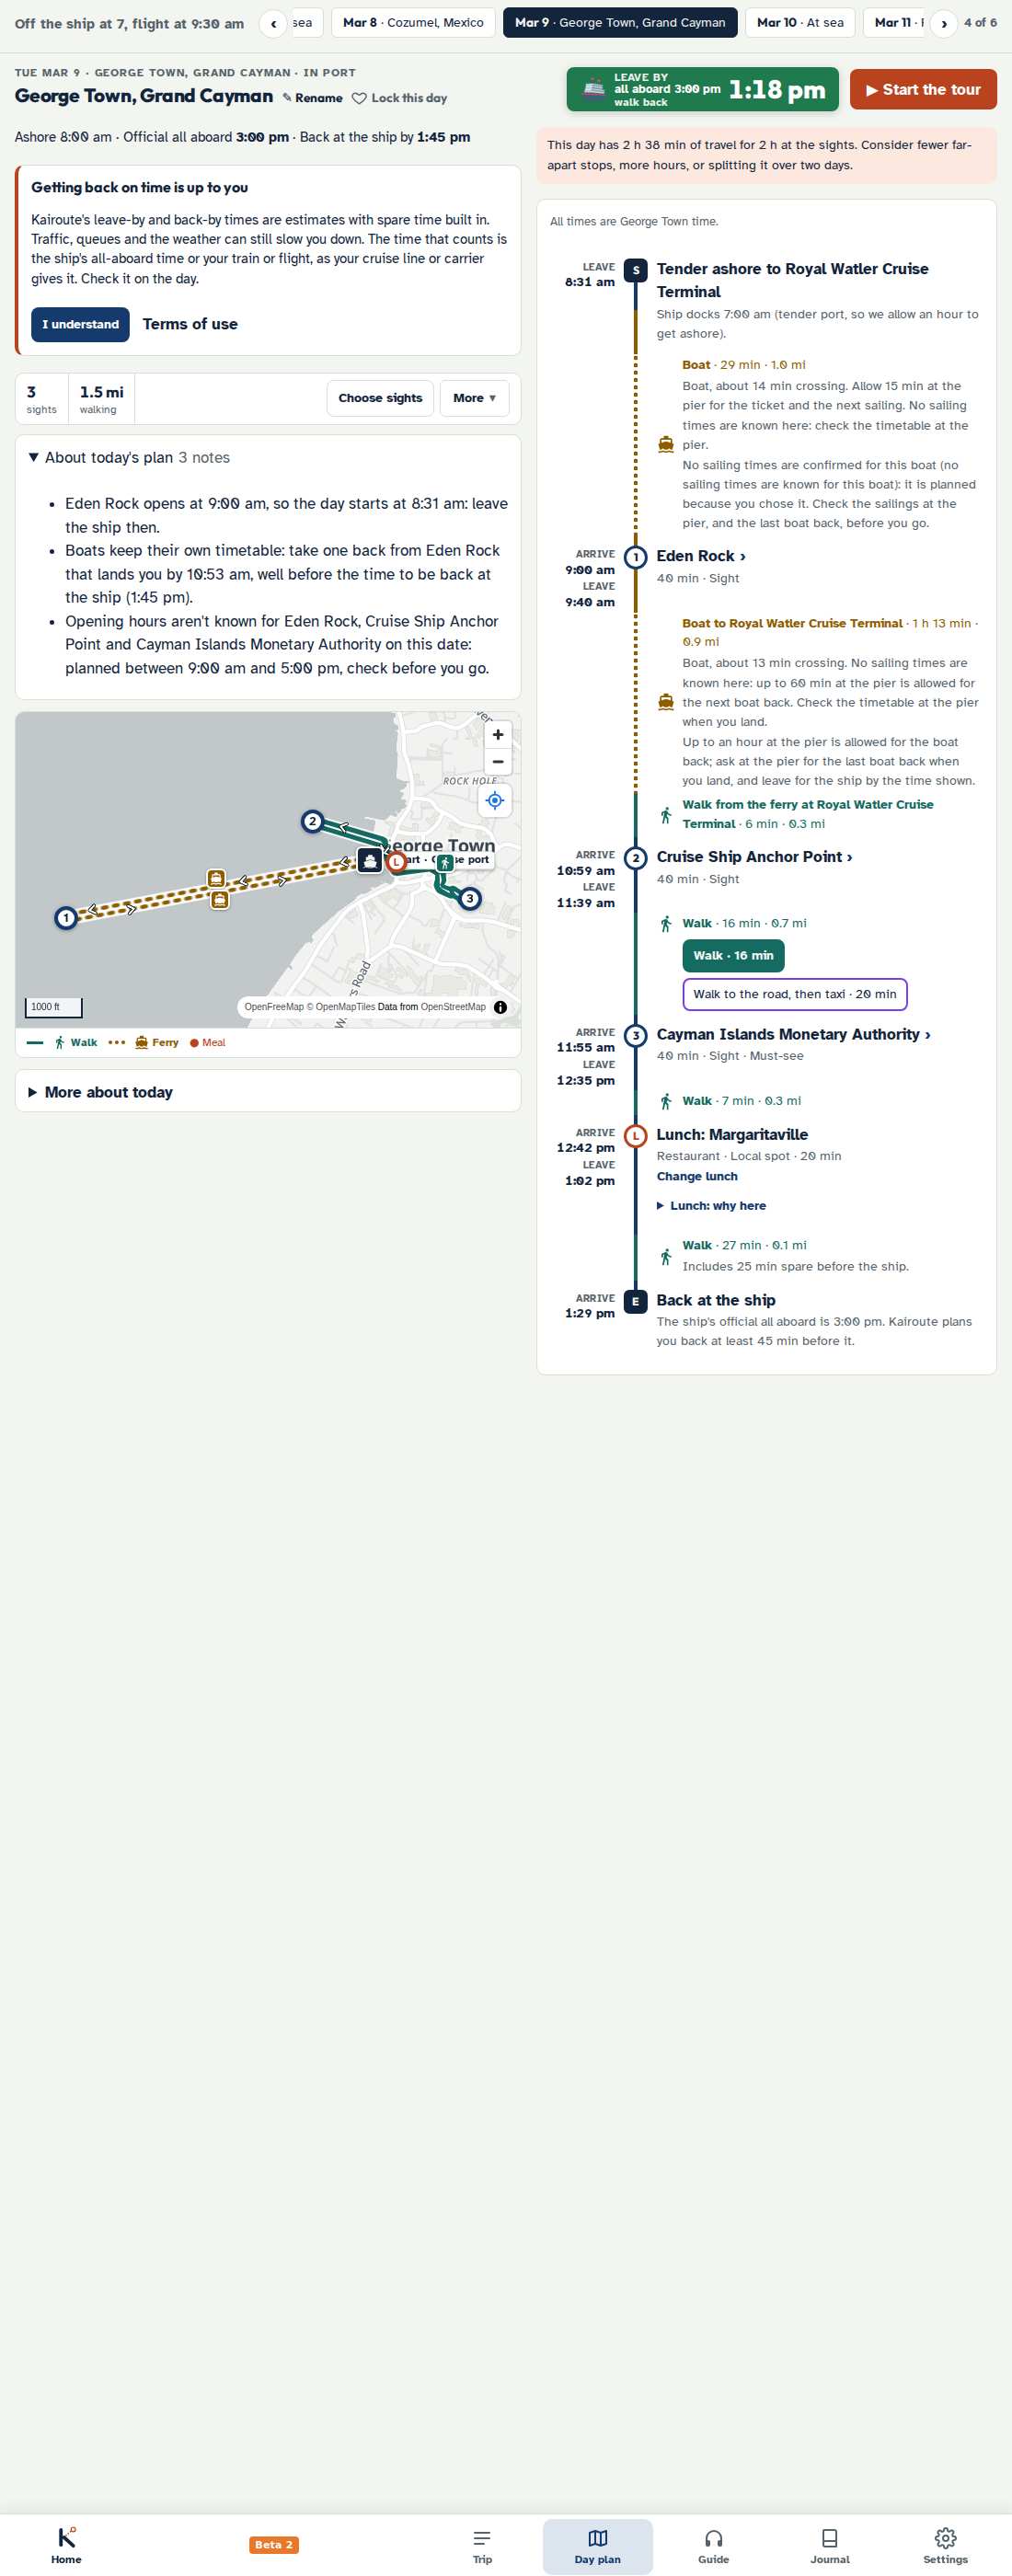 Off the ship at 7, flight at 9:30 am
‹
sea
Mar 8 · Cozumel, Mexico
Mar 9 · George Town, Grand Cayman
Mar 10 · At sea
Mar 11 ·
›
4 of 6
TUE MAR 9 · GEORGE TOWN, GRAND CAYMAN · IN PORT
George Town, Grand Cayman
✎ Rename
Lock this day
LEAVE BY
all aboard 3:00 pm
walk back
1:18 pm
▶ Start the tour
Ashore 8:00 am · Official all aboard 3:00 pm · Back at the ship by 1:45 pm
Getting back on time is up to you
Kairoute's leave-by and back-by times are estimates with spare time built in.
Traffic, queues and the weather can still slow you down. The time that counts is
the ship's all-aboard time or your train or flight, as your cruise line or carrier
gives it. Check it on the day.
I understand
Terms of use
3
sights
1.5 mi
walking
Choose sights
More ▾
▼ About today's plan 3 notes
• Eden Rock opens at 9:00 am, so the day starts at 8:31 am: leave
the ship then.
• Boats keep their own timetable: take one back from Eden Rock
that lands you by 10:53 am, well before the time to be back at
the ship (1:45 pm).
• Opening hours aren't known for Eden Rock, Cruise Ship Anchor
Point and Cayman Islands Monetary Authority on this date:
planned between 9:00 am and 5:00 pm, check before you go.
ROCK HOLE
+
−
2
George Town
L
se port
1
3
s Road
1000 ft
OpenFreeMap © OpenMapTiles Data from OpenStreetMap
Walk
Ferry
Meal
▶ More about today
This day has 2 h 38 min of travel for 2 h at the sights. Consider fewer far-
apart stops, more hours, or splitting it over two days.
All times are George Town time.
LEAVE
8:31 am
S
Tender ashore to Royal Watler Cruise
Terminal
Ship docks 7:00 am (tender port, so we allow an hour to
get ashore).
Boat · 29 min · 1.0 mi
Boat, about 14 min crossing. Allow 15 min at the
pier for the ticket and the next sailing. No sailing
times are known here: check the timetable at the
pier.
No sailing times are confirmed for this boat (no
sailing times are known for this boat): it is planned
because you chose it. Check the sailings at the
pier, and the last boat back, before you go.
ARRIVE
9:00 am
LEAVE
9:40 am
1
Eden Rock ›
40 min · Sight
Boat to Royal Watler Cruise Terminal · 1 h 13 min ·
0.9 mi
Boat, about 13 min crossing. No sailing times are
known here: up to 60 min at the pier is allowed for
the next boat back. Check the timetable at the pier
when you land.
Up to an hour at the pier is allowed for the boat
back; ask at the pier for the last boat back when
you land, and leave for the ship by the time shown.
Walk from the ferry at Royal Watler Cruise
Terminal · 6 min · 0.3 mi
ARRIVE
10:59 am
LEAVE
11:39 am
2
Cruise Ship Anchor Point ›
40 min · Sight
Walk · 16 min · 0.7 mi
Walk · 16 min
Walk to the road, then taxi · 20 min
ARRIVE
11:55 am
LEAVE
12:35 pm
3
Cayman Islands Monetary Authority ›
40 min · Sight · Must-see
Walk · 7 min · 0.3 mi
ARRIVE
12:42 pm
LEAVE
1:02 pm
L
Lunch: Margaritaville
Restaurant · Local spot · 20 min
Change lunch
▶ Lunch: why here
Walk · 27 min · 0.1 mi
Includes 25 min spare before the ship.
ARRIVE
1:29 pm
E
Back at the ship
The ship's official all aboard is 3:00 pm. Kairoute plans
you back at least 45 min before it.
Home
Beta 2
Trip
Day plan
Guide
Journal
Settings